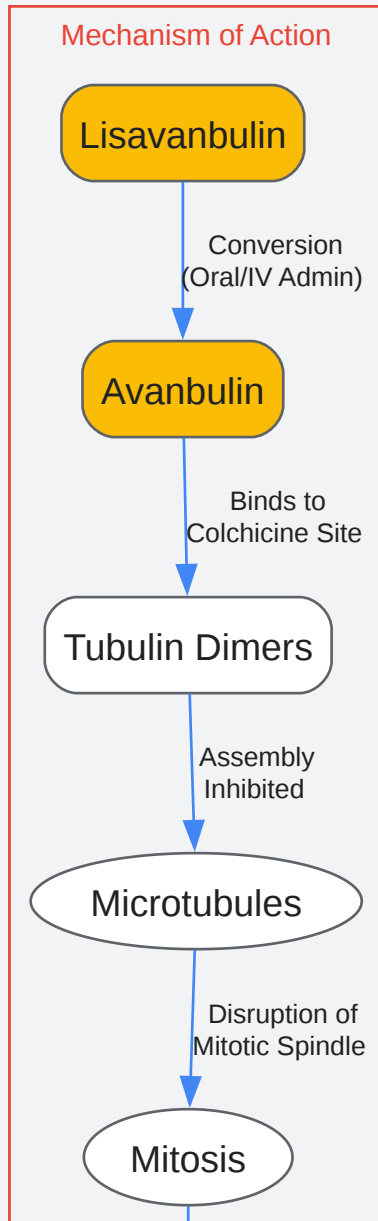 Mechanism of Action
Lisavanbulin
Conversion
(Oral/IV Admin)
Avanbulin
Binds to
Colchicine Site
Tubulin Dimers
Assembly
Inhibited
Microtubules
Disruption of
Mitotic Spindle
Mitosis